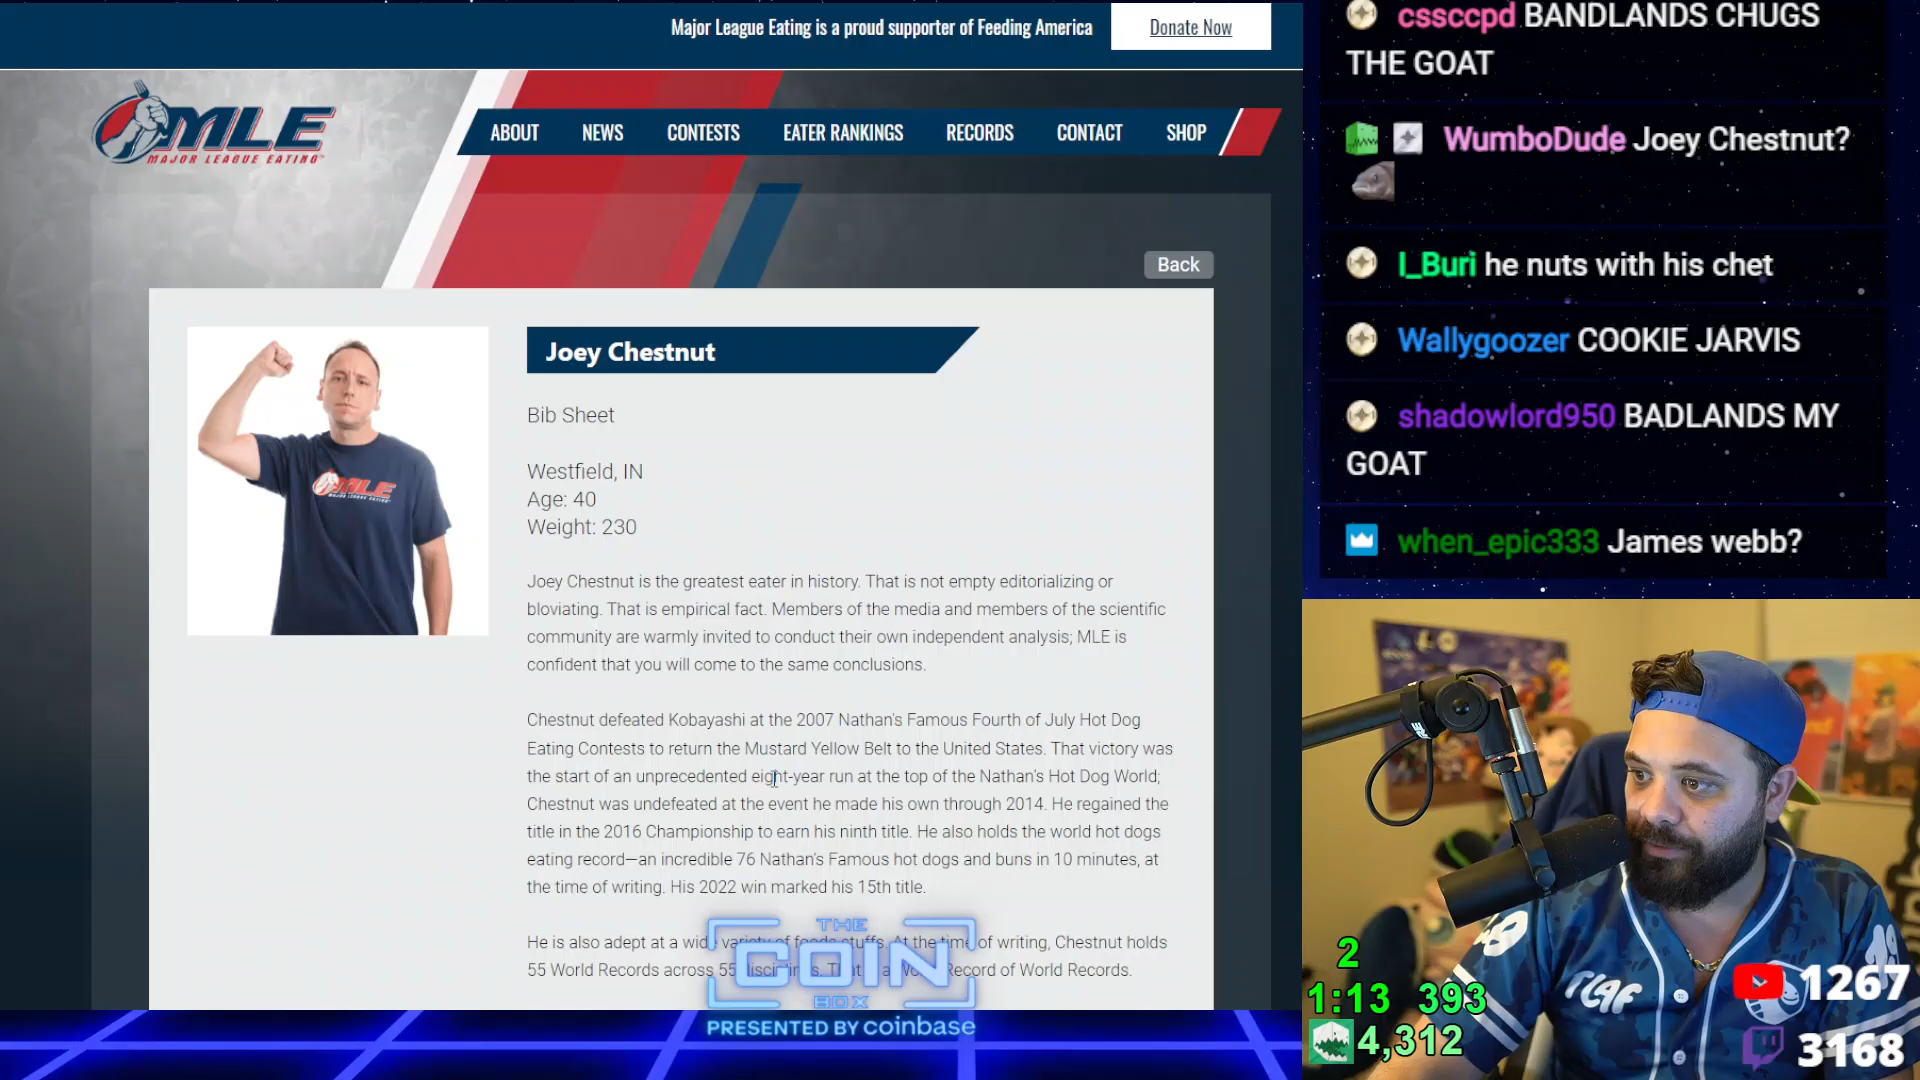 Major League Eating is a proud supporter of Feeding America
Donate Now
MLE
MAJOR LEAGUE EATING
ABOUT
NEWS
CONTESTS
EATER RANKINGS
RECORDS
CONTACT
SHOP
Back
MLE
Joey Chestnut
Bib Sheet
Westfield, IN
Age: 40
Weight: 230
Joey Chestnut is the greatest eater in history. That is not empty editorializing or
bloviating. That is empirical fact. Members of the media and members of the scientific
community are warmly invited to conduct their own independent analysis; MLE is
confident that you will come to the same conclusions.
Chestnut defeated Kobayashi at the 2007 Nathan's Famous Fourth of July Hot Dog
Eating Contests to return the Mustard Yellow Belt to the United States. That victory was
the start of an unprecedented eight-year run at the top of the Nathan's Hot Dog World;
Chestnut was undefeated at the event he made his own through 2014. He regained the
title in the 2016 Championship to earn his ninth title. He also holds the world hot dogs
eating record—an incredible 76 Nathan's Famous hot dogs and buns in 10 minutes, at
the time of writing. His 2022 win marked his 15th title.
He is also adept at a wide variety of foods stuffs. At the time of writing, Chestnut holds
55 World Records across 55 disciplines. That's a World Record of World Records.
THE
COIN
BOX
PRESENTED BY coinbase
cssccpd BANDLANDS CHUGS
THE GOAT
WumboDude Joey Chestnut?
I_Buri he nuts with his chet
Wallygoozer COOKIE JARVIS
shadowlord950 BADLANDS MY
GOAT
when_epic333 James webb?
2
1:13 393
4,312
1267
3168